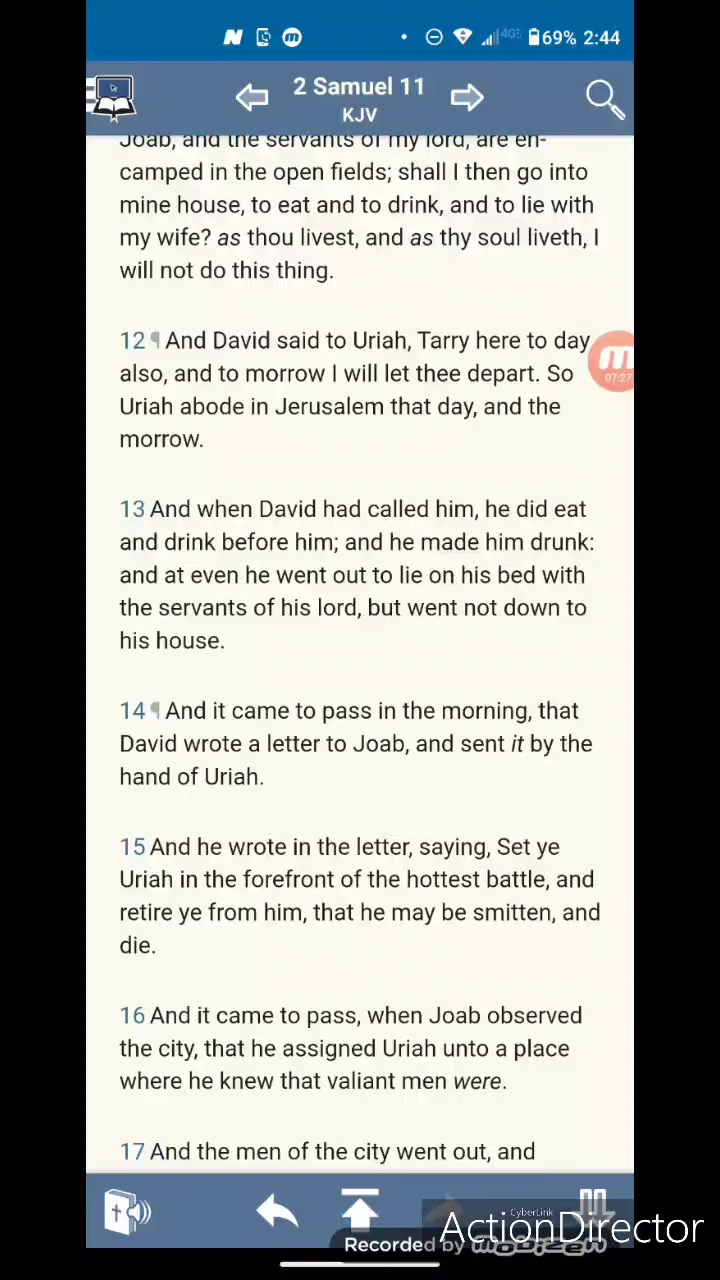 69% 2:44
2 Samuel 11
KJV
Joab, and the servants of my lord, are en-
camped in the open fields; shall I then go into
mine house, to eat and to drink, and to lie with
my wife? as thou livest, and as thy soul liveth, I
will not do this thing.
12 ¶ And David said to Uriah, Tarry here to day
also, and to morrow I will let thee depart. So
Uriah abode in Jerusalem that day, and the
morrow.
07:27
13 And when David had called him, he did eat
and drink before him; and he made him drunk:
and at even he went out to lie on his bed with
the servants of his lord, but went not down to
his house.
14 ¶ And it came to pass in the morning, that
David wrote a letter to Joab, and sent it by the
hand of Uriah.
15 And he wrote in the letter, saying, Set ye
Uriah in the forefront of the hottest battle, and
retire ye from him, that he may be smitten, and
die.
16 And it came to pass, when Joab observed
the city, that he assigned Uriah unto a place
where he knew that valiant men were.
17 And the men of the city went out, and
CyberLink
ActionDirector
Recorded by mobizen